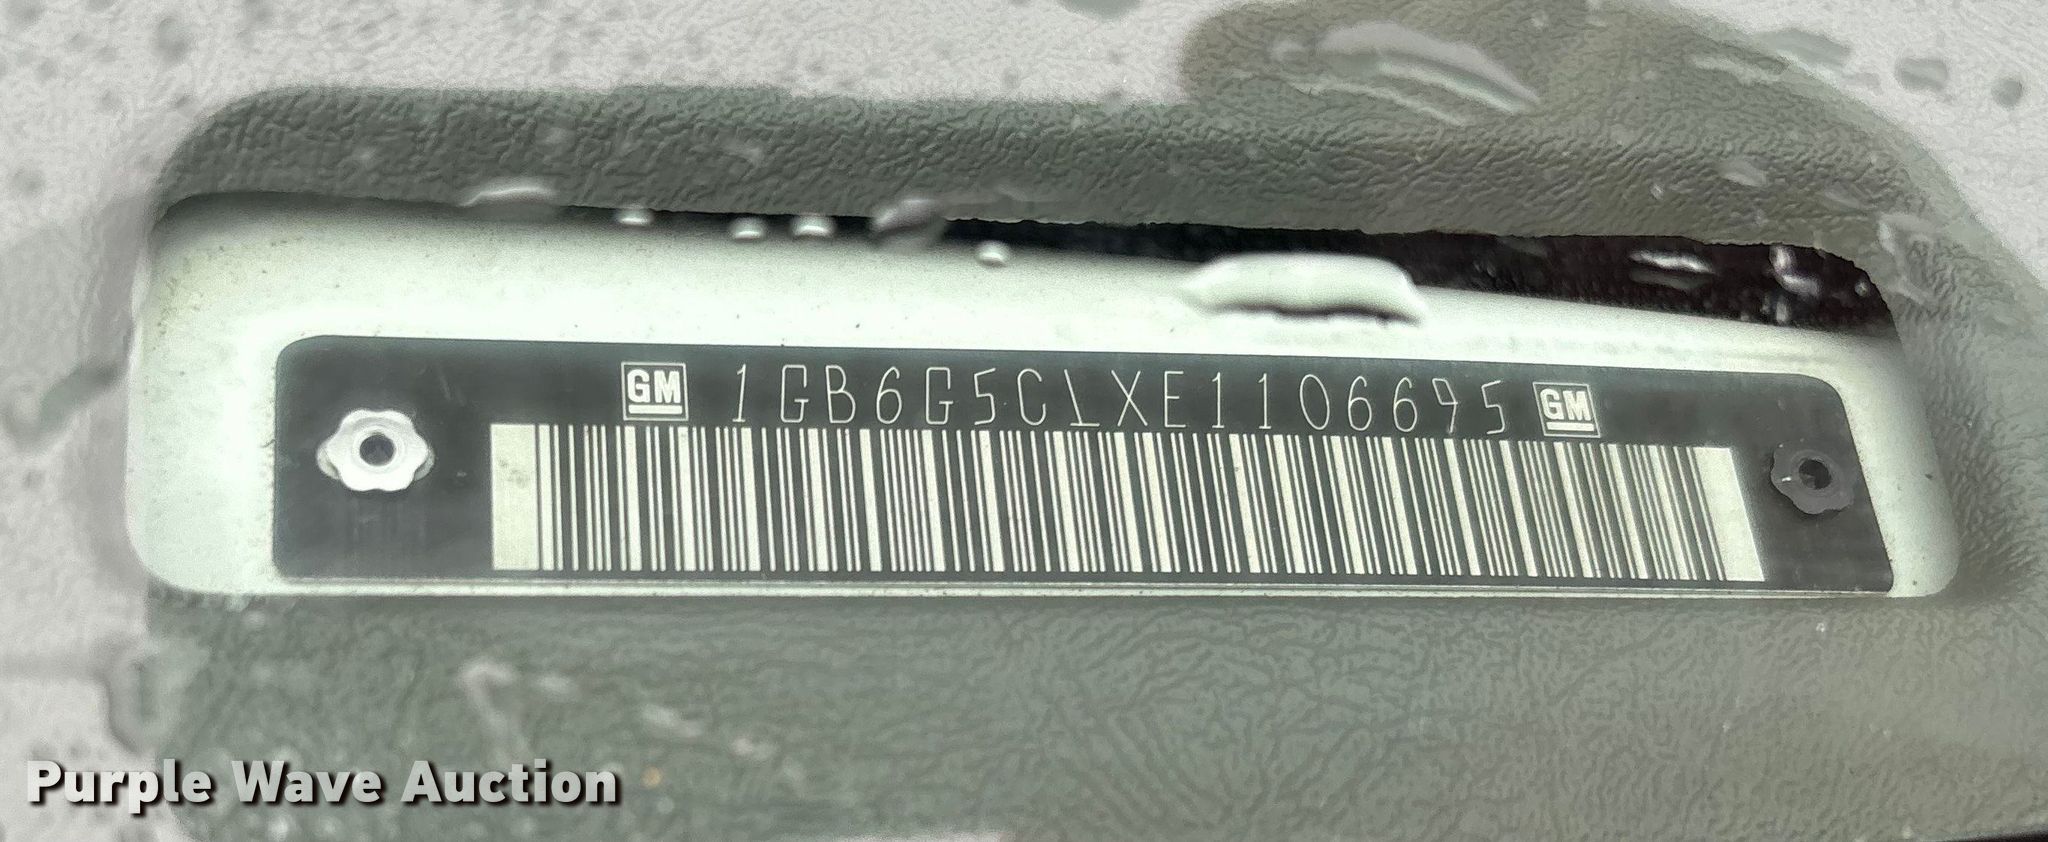 GM 1GB6G5CLXE1106695 GM
Purple Wave Auction